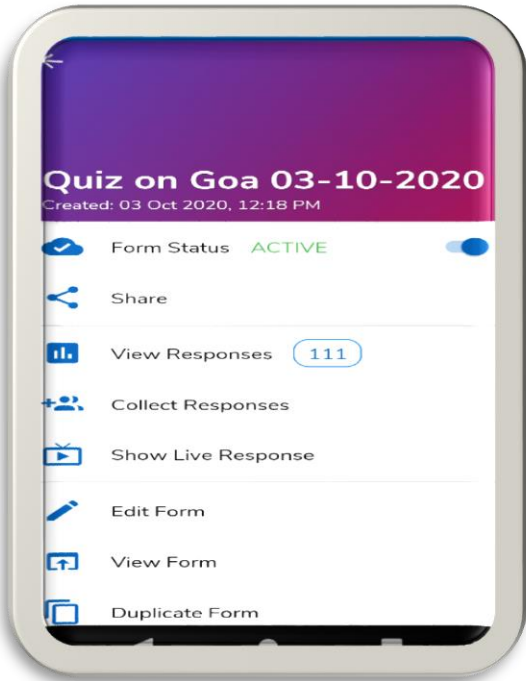 Quiz on Goa 03-10-2020
Created: 03 Oct 2020, 12:18 PM
Form Status ACTIVE
Share
View Responses 111
Collect Responses
Show Live Response
Edit Form
View Form
Duplicate Form